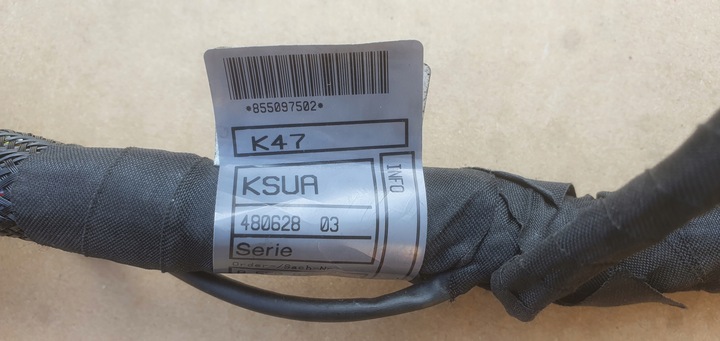 *855097502*
K47
INFO
KSUA
480628 03
Serie